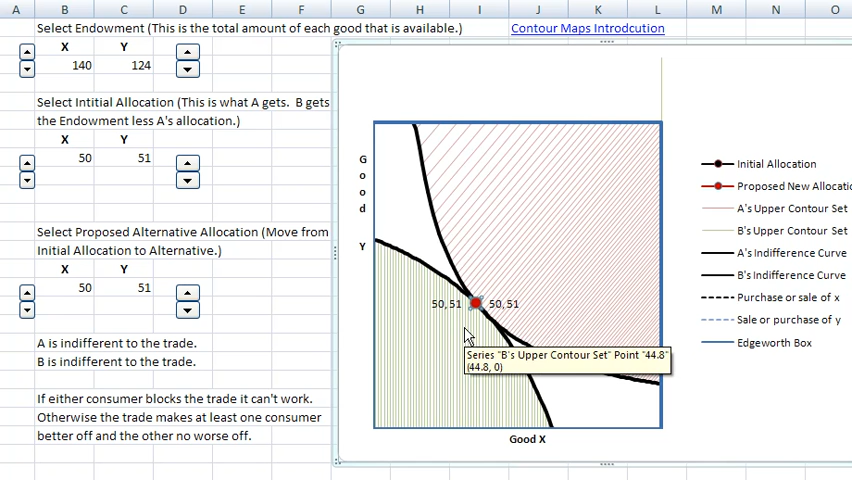 A B C D E F G H I J K L M N O
Select Endowment (This is the total amount of each good that is available.)
Contour Maps Introdcution
X Y
140 124
Select Intitial Allocation (This is what A gets. B gets
the Endowment less A's allocation.)
X Y
50 51
Select Proposed Alternative Allocation (Move from
Initial Allocation to Alternative.)
X Y
50 51
A is indifferent to the trade.
B is indifferent to the trade.
If either consumer blocks the trade it can't work.
Otherwise the trade makes at least one consumer
better off and the other no worse off.
Good Y
50, 51 50, 51
Series "B's Upper Contour Set" Point "44.8"
(44.8, 0)
Good X
Initial Allocation
Proposed New Allocatio
A's Upper Contour Set
B's Upper Contour Set
A's Indifference Curve
B's Indifference Curve
Purchase or sale of x
Sale or purchase of y
Edgeworth Box